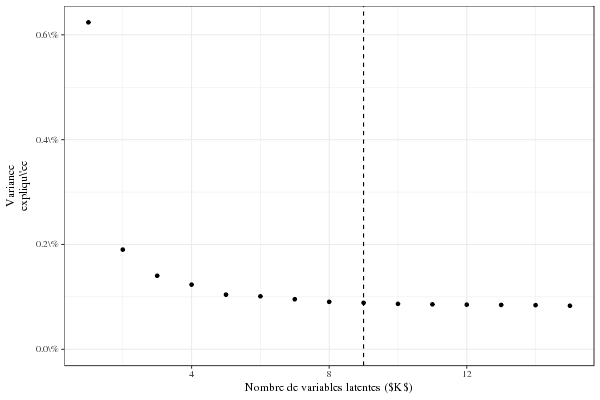 0.6\%
0.4\%
0.2\%
0.0\%
Variance
expliqu\\ee
4
8
12
Nombre de variables latentes ($K$)